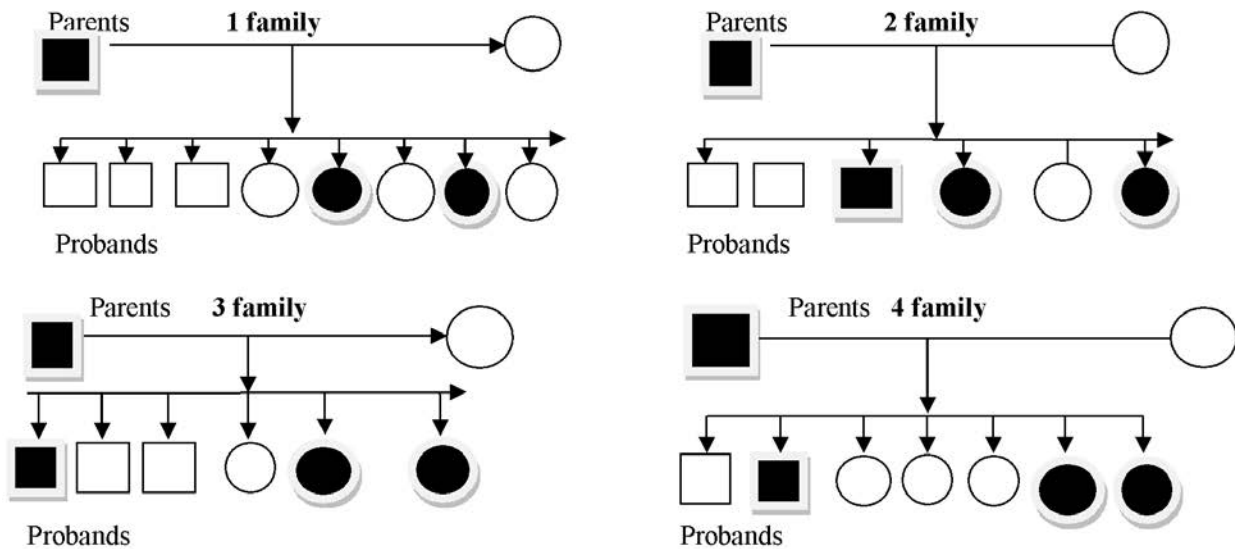 Parents 1 family
Probands
Parents 2 family
Probands
Parents 3 family
Probands
Parents 4 family
Probands